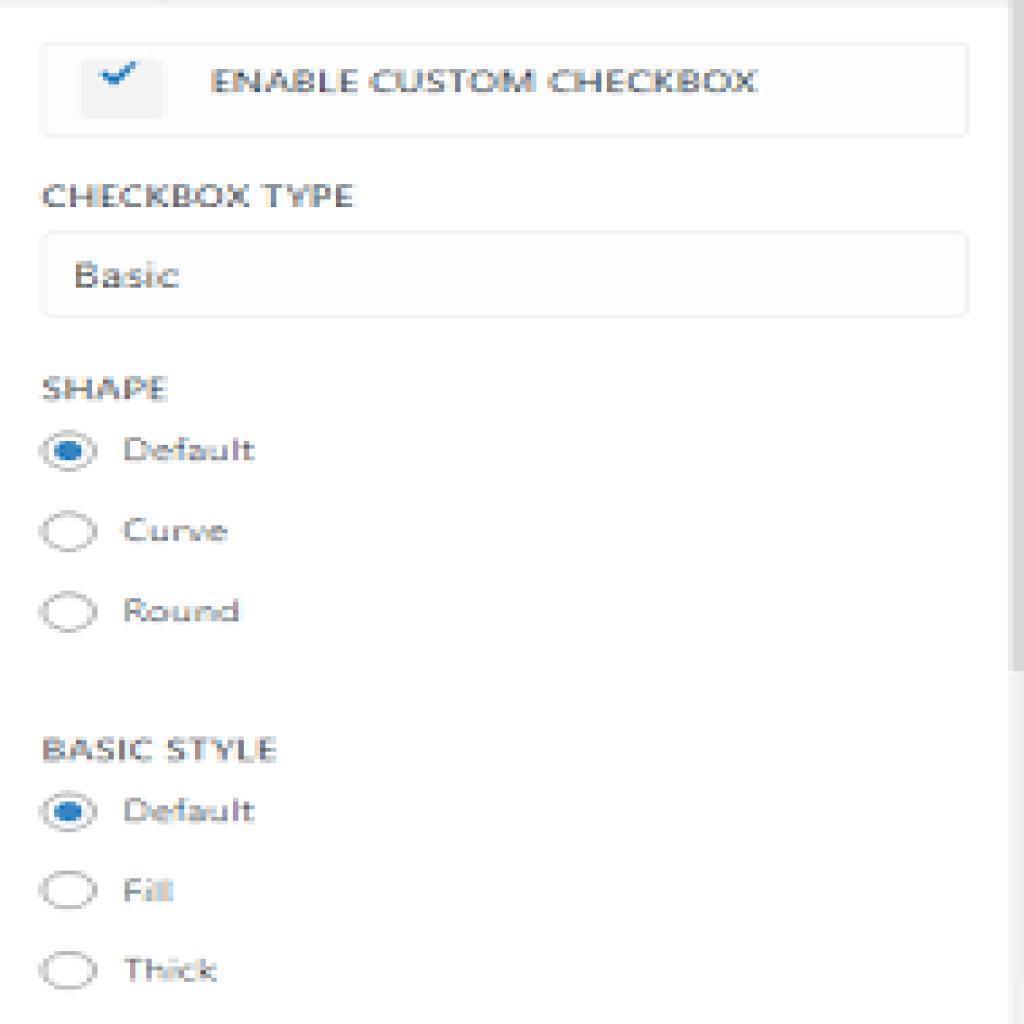 ENABLE CUSTOM CHECKBOX
CHECKBOX TYPE
Basic
SHAPE
Default
Curve
Round
BASIC STYLE
Default
Fill
Thick